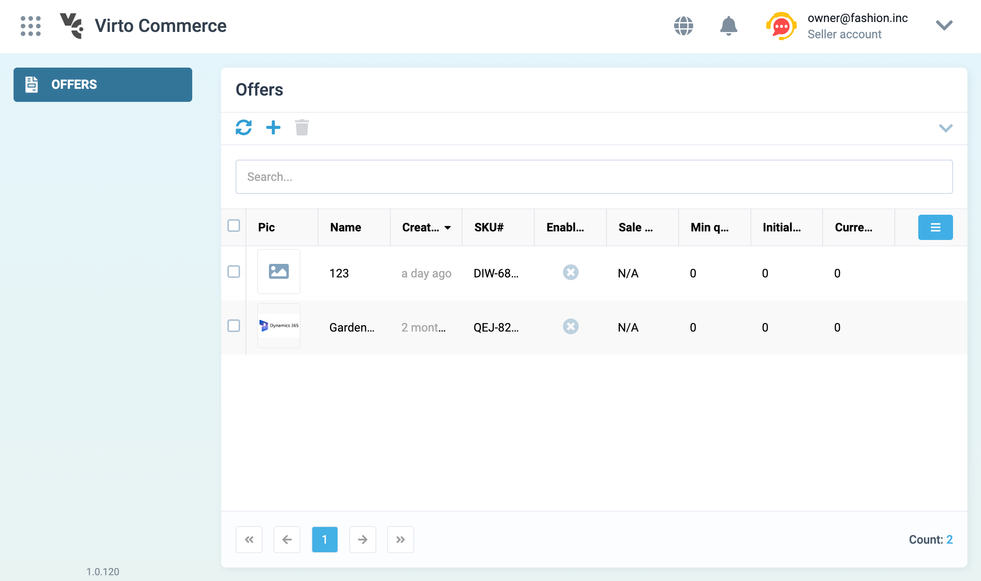 Virto Commerce
owner@fashion.inc
Seller account
OFFERS
Offers
Search...
Pic Name Creat... SKU# Enabl... Sale ... Min q... Initial... Curre...
123 a day ago DIW-68... N/A 0 0 0
Dynamics 365 Garden... 2 mont... QEJ-82... N/A 0 0 0
1
Count: 2
1.0.120